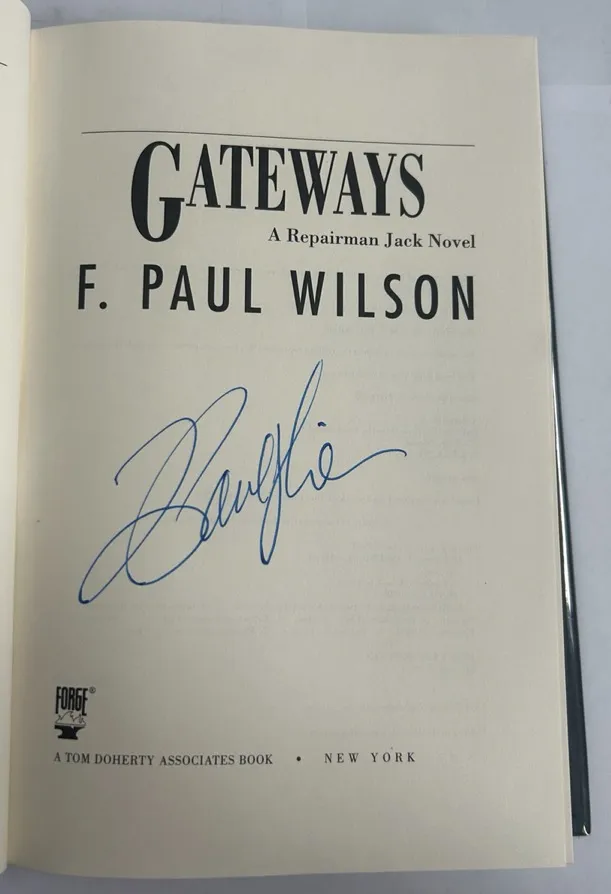 GATEWAYS
A Repairman Jack Novel
F. PAUL WILSON
FORGE®
A TOM DOHERTY ASSOCIATES BOOK • NEW YORK